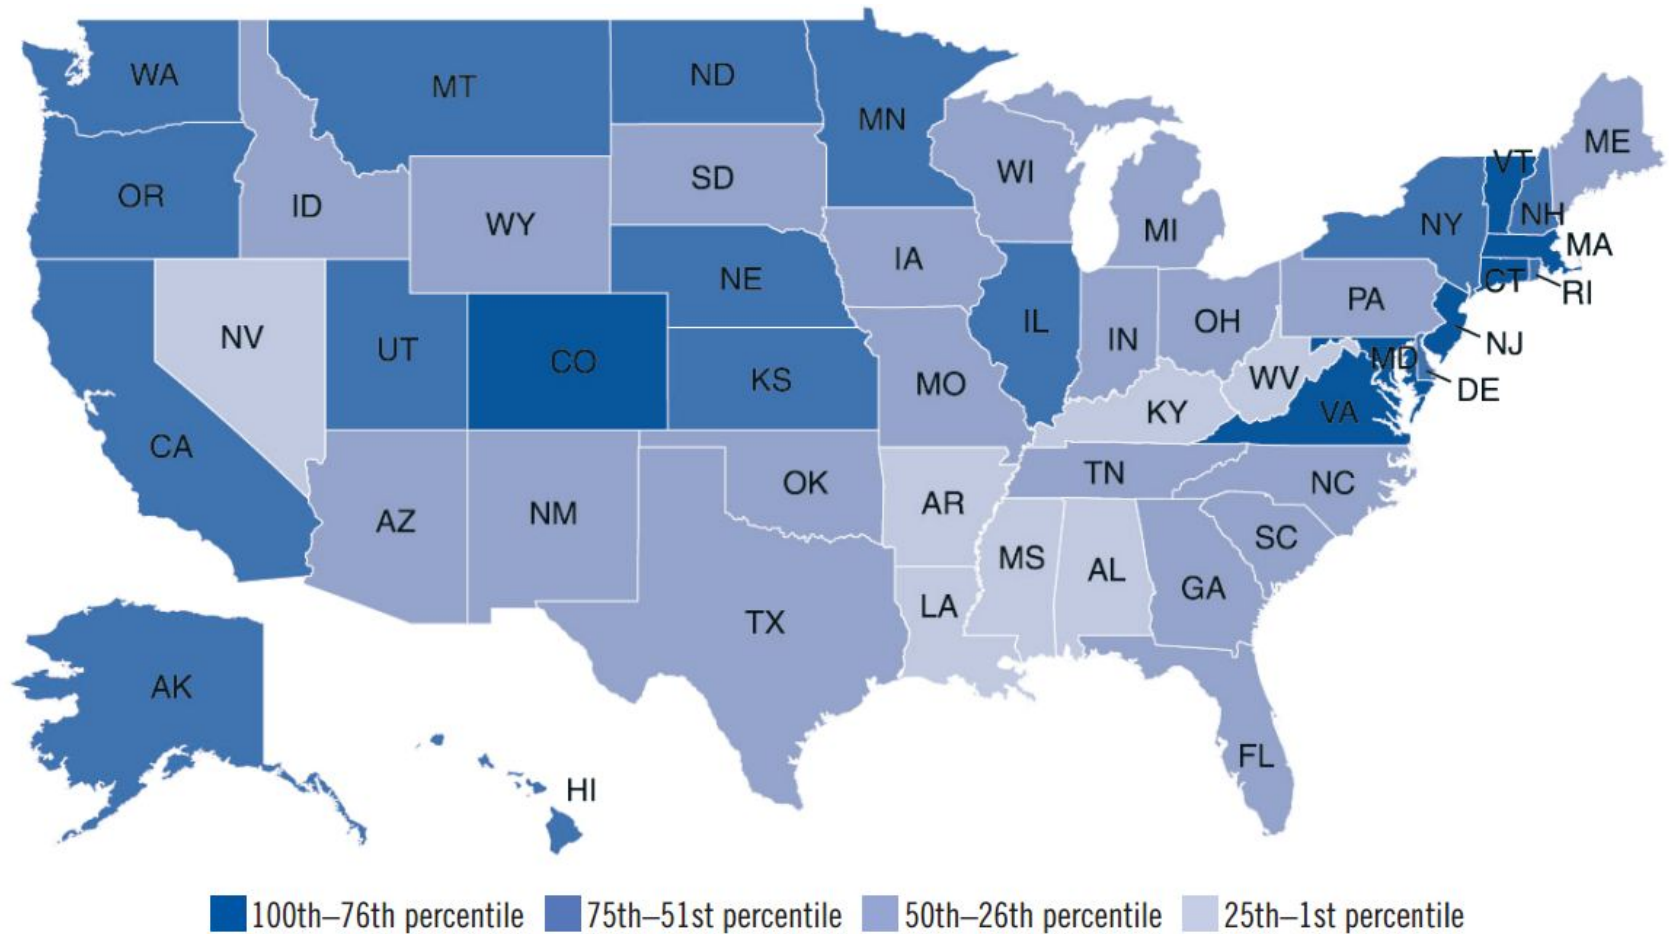 WA
MT
ND
MN
ME
VT
OR
ID
WY
SD
WI
MI
NY
NH
MA
IA
NE
PA
CT
RI
NV
UT
CO
KS
IL
IN
OH
NJ
MO
WV
MD
DE
CA
KY
VA
AZ
NM
OK
AR
TN
NC
SC
MS
AL
GA
TX
LA
FL
AK
HI
100th–76th percentile
75th–51st percentile
50th–26th percentile
25th–1st percentile